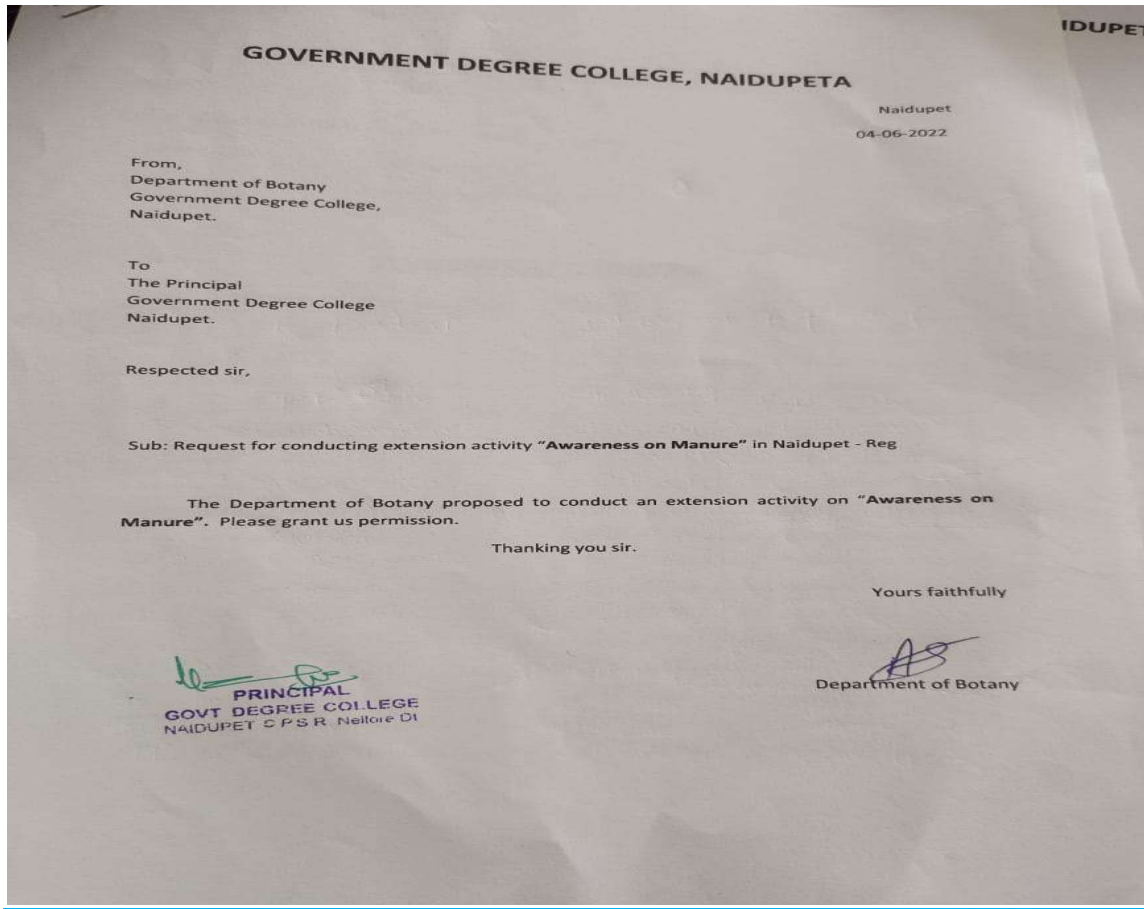 IDUPET
GOVERNMENT DEGREE COLLEGE, NAIDUPETA
Naidupet
04-06-2022
From,
Department of Botany
Government Degree College,
Naidupet.
To
The Principal
Government Degree College
Naidupet.
Respected sir,
Sub: Request for conducting extension activity “Awareness on Manure” in Naidupet - Reg
The Department of Botany proposed to conduct an extension activity on “Awareness on
Manure”. Please grant us permission.
Thanking you sir.
Yours faithfully
Department of Botany
PRINCIPAL
GOVT DEGREE COLLEGE
NAIDUPET S P S R Nellore Dt